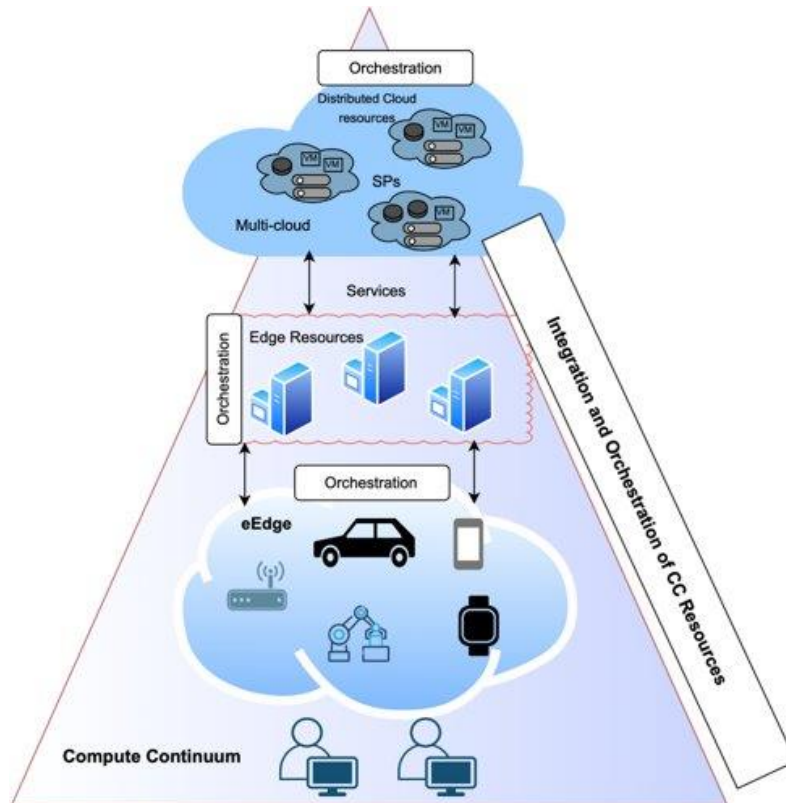 Orchestration
Distributed Cloud
resources
VM
VM
VM
VM
SPs
VM
Multi-cloud
Services
Orchestration
Edge Resources
Orchestration
eEdge
Integration and Orchestration of CC Resources
Compute Continuum